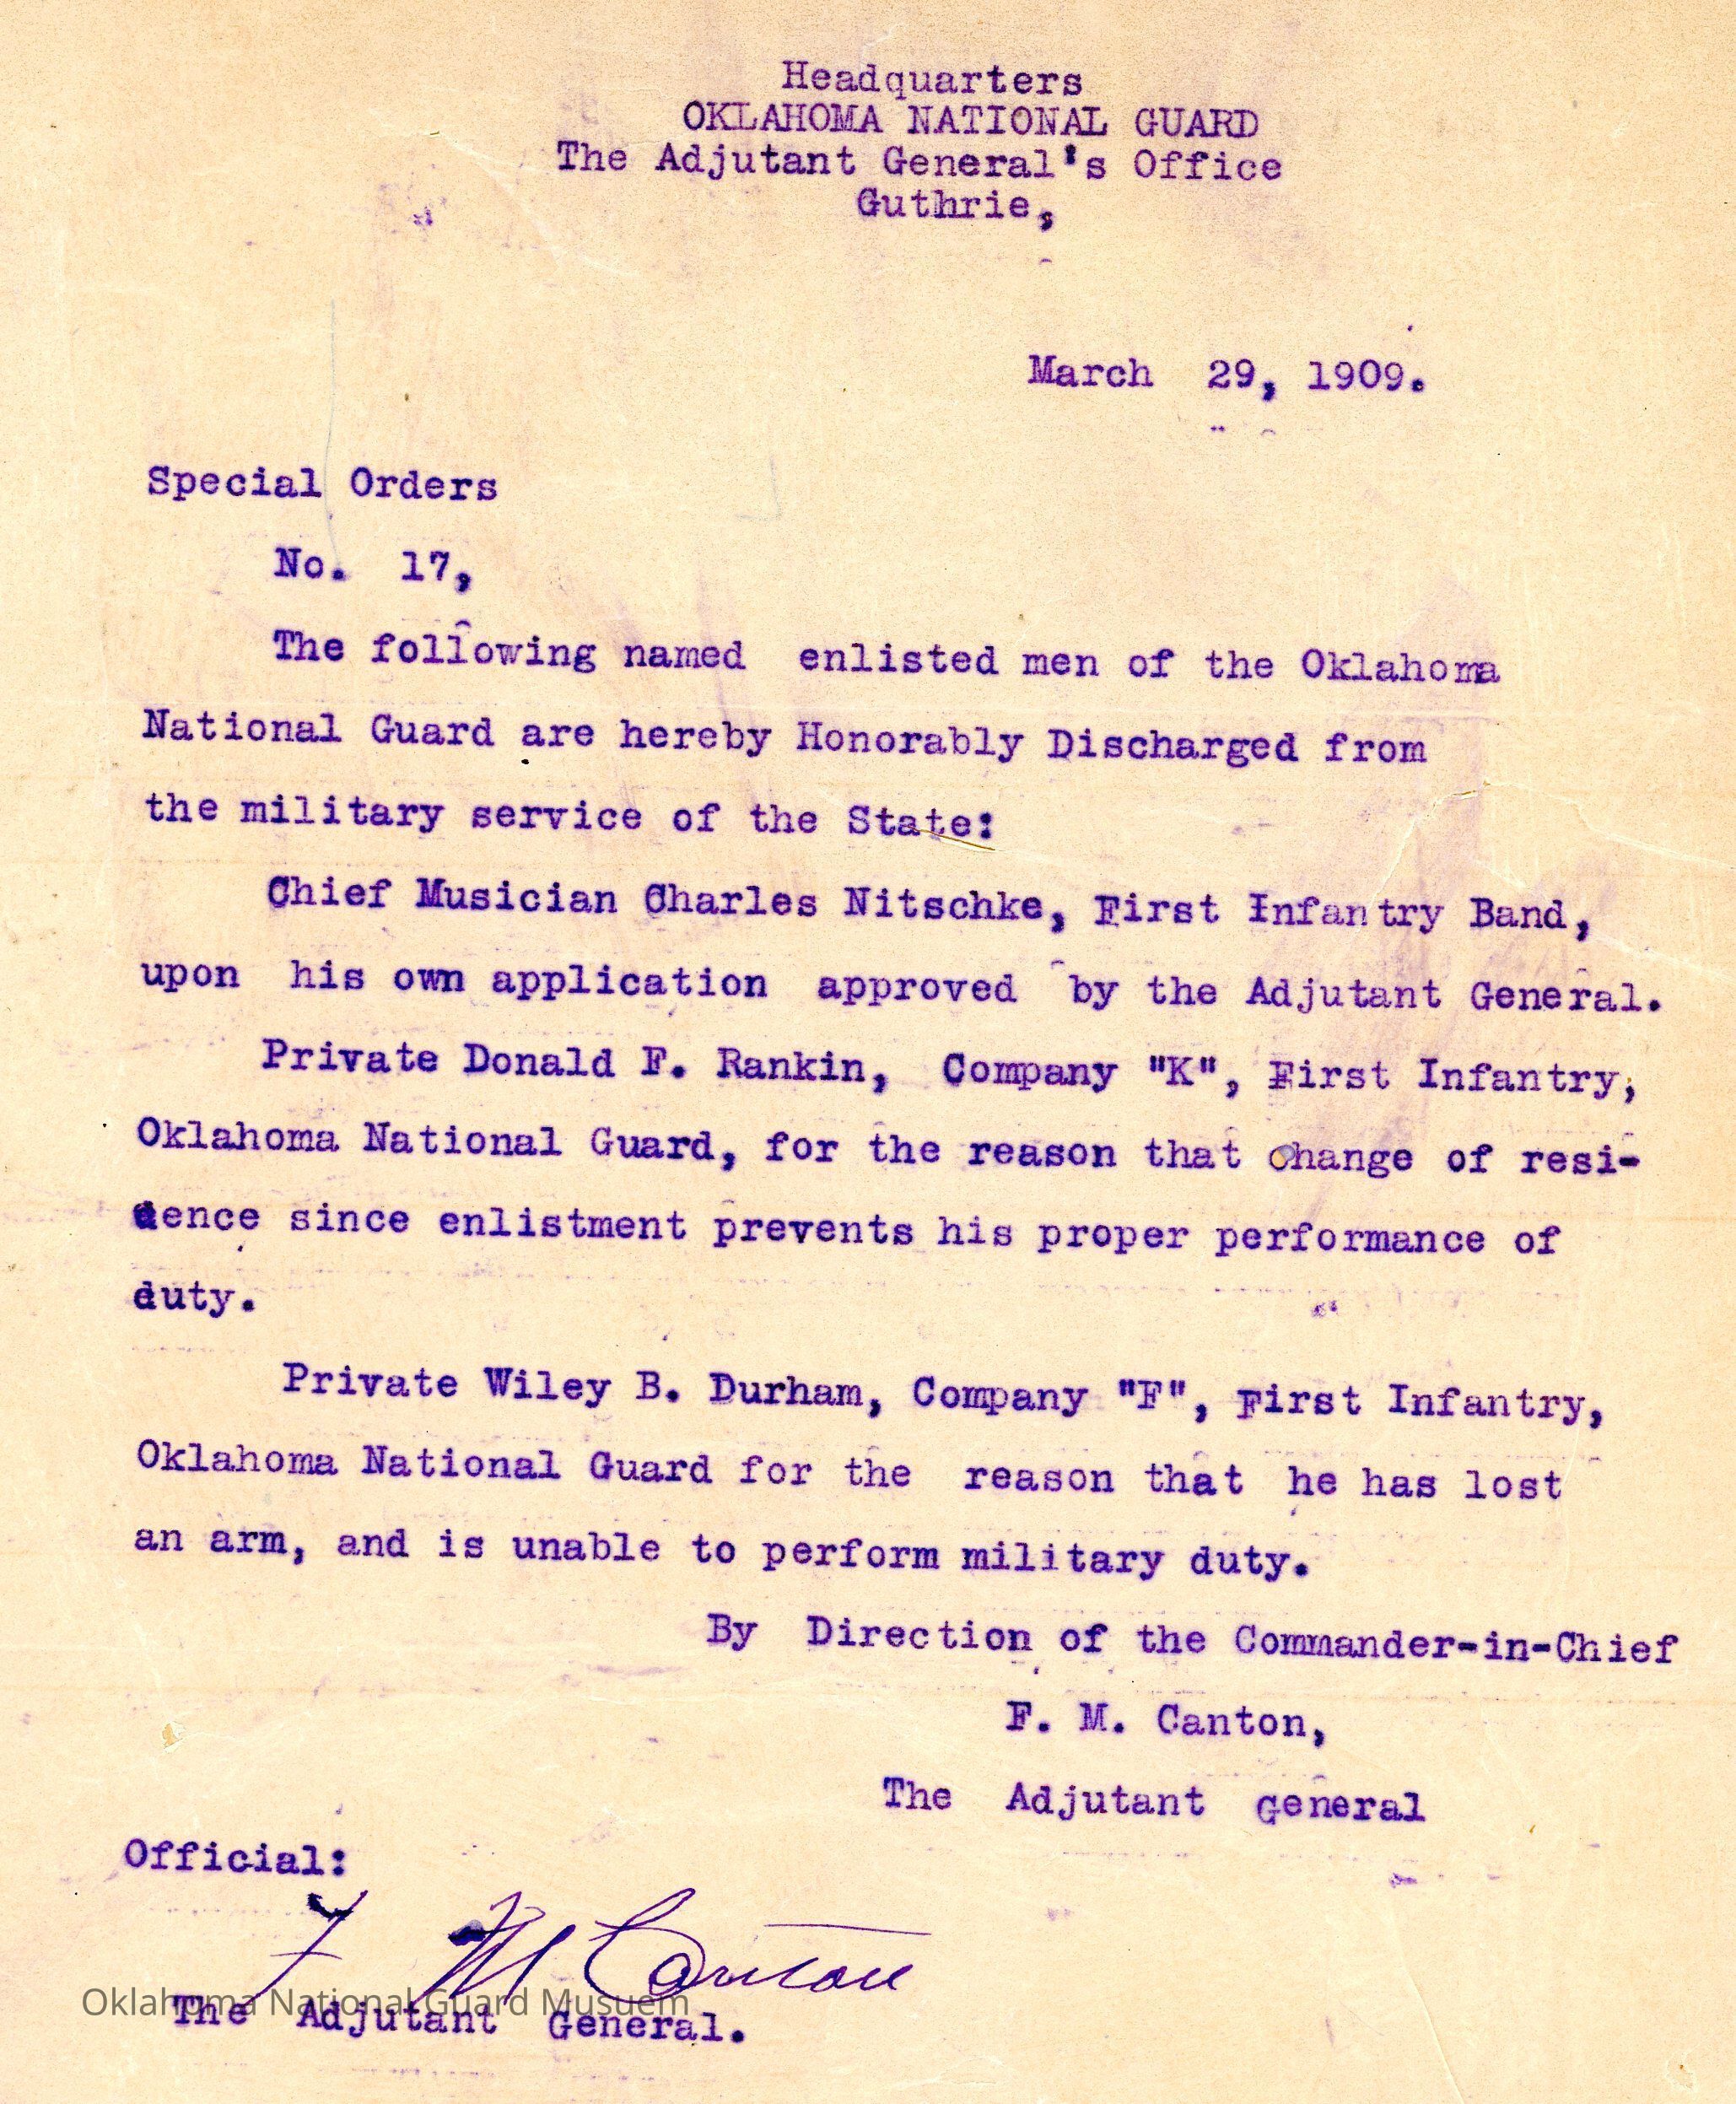 Headquarters
OKLAHOMA NATIONAL GUARD
The Adjutant General's Office
Guthrie,
March 29, 1909.
Special Orders
No. 17,
The following named enlisted men of the Oklahoma
National Guard are hereby Honorably Discharged from
the military service of the State:
Chief Musician Charles Nitschke, First Infantry Band,
upon his own application approved by the Adjutant General.
Private Donald F. Rankin, Company "K", First Infantry,
Oklahoma National Guard, for the reason that change of resi-
dence since enlistment prevents his proper performance of
duty.
Private Wiley B. Durham, Company "F", First Infantry,
Oklahoma National Guard for the reason that he has lost
an arm, and is unable to perform military duty.
By Direction of the Commander-in-Chief
F. M. Canton,
The Adjutant General
Official:
F M Canton
Oklahoma National Guard Musuem
The Adjutant General.